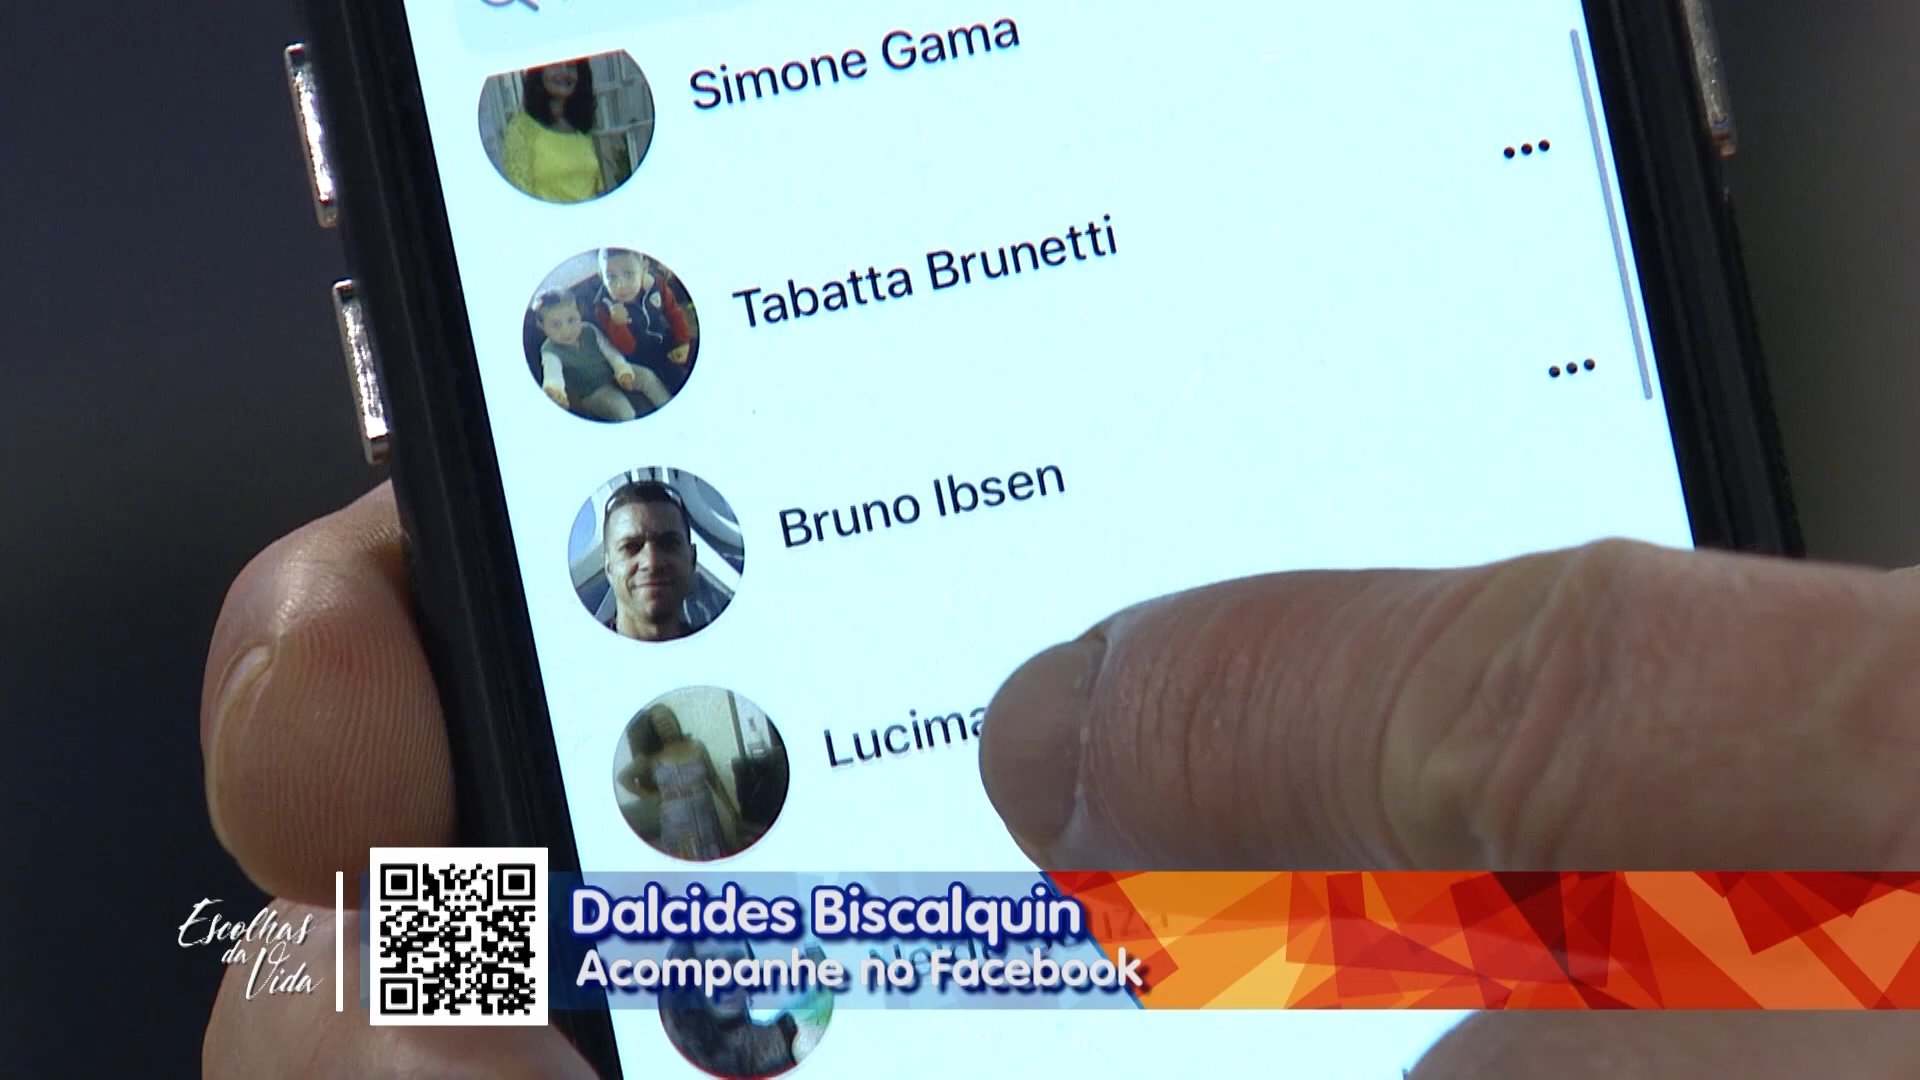 Simone Gama
Tabatta Brunetti
Bruno Ibsen
Lucima
Escolhas
da
Vida
Dalcides Biscalquin
Acompanhe no Facebook